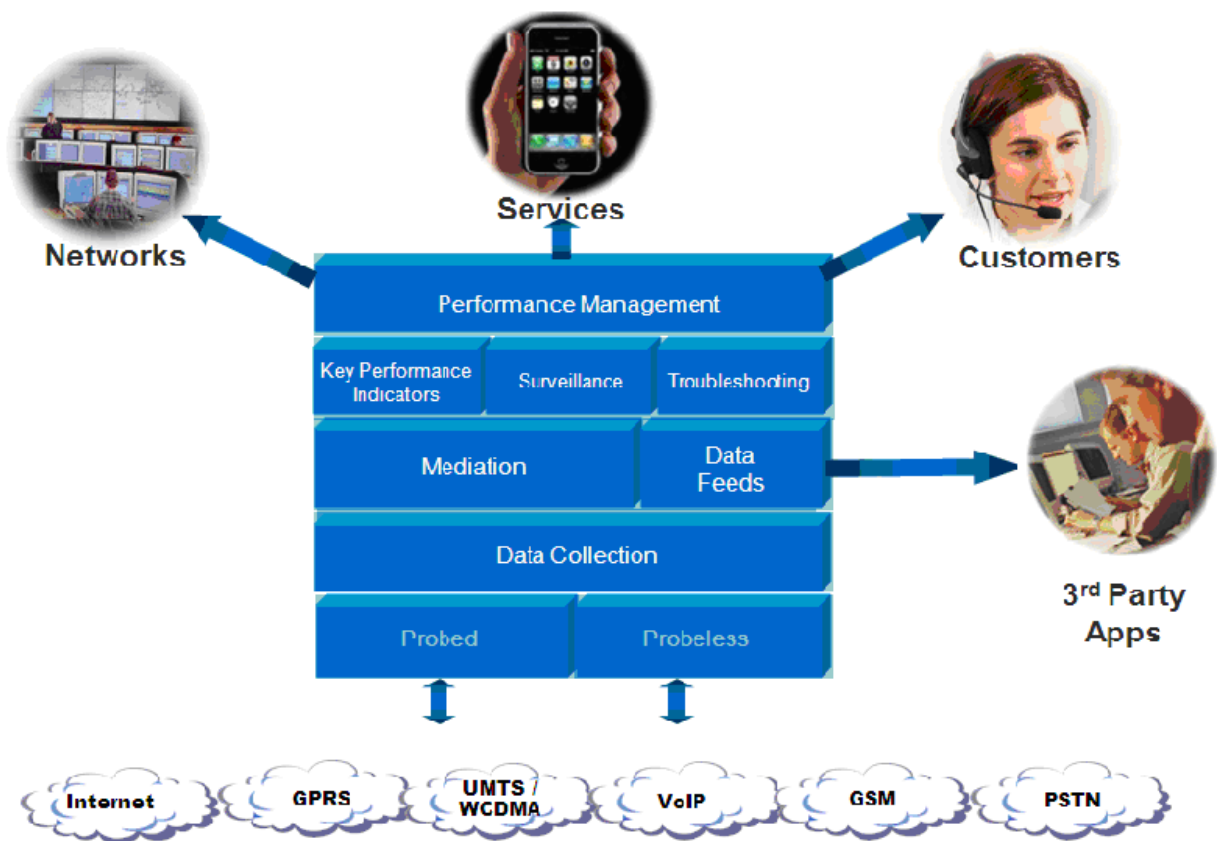 Services
Networks
Customers
Performance Management
Key Performance
Indicators
Surveillance
Troubleshooting
Mediation
Data
Feeds
Data Collection
3rd Party
Apps
Probed
Probeless
Internet
GPRS
UMTS /
WCDMA
VoIP
GSM
PSTN